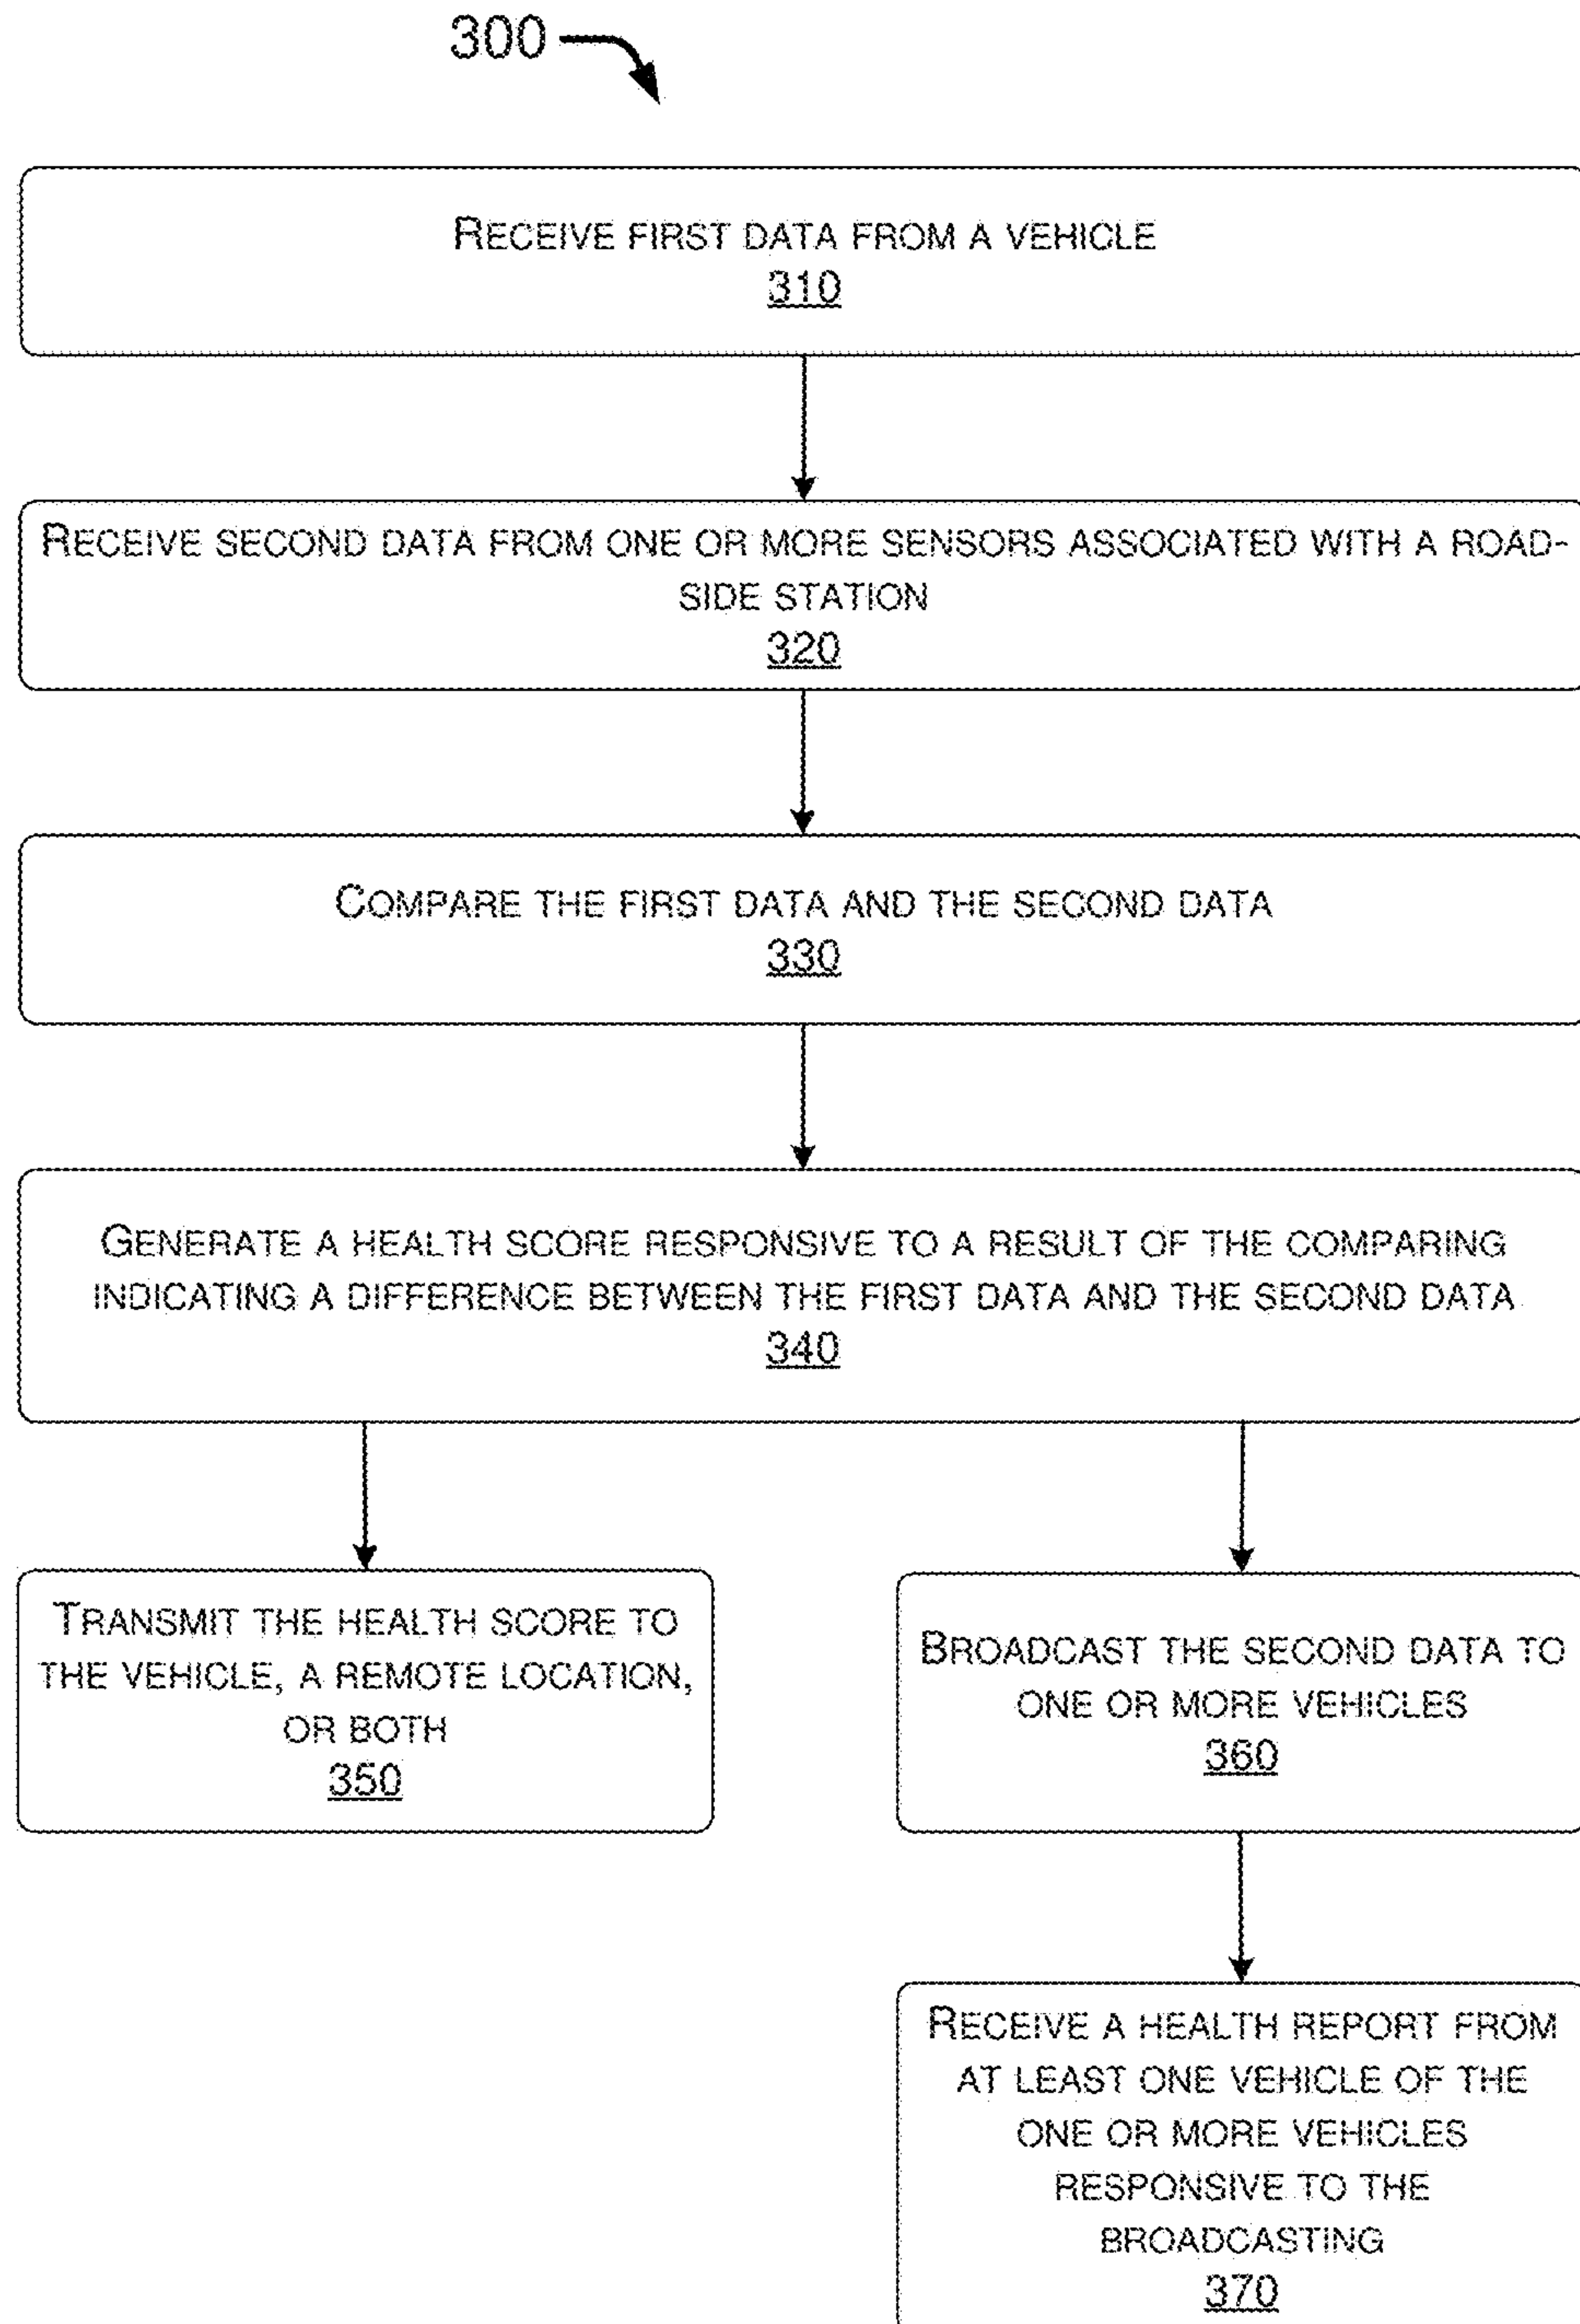 300
RECEIVE FIRST DATA FROM A VEHICLE
310
RECEIVE SECOND DATA FROM ONE OR MORE SENSORS ASSOCIATED WITH A ROAD-
SIDE STATION
320
COMPARE THE FIRST DATA AND THE SECOND DATA
330
GENERATE A HEALTH SCORE RESPONSIVE TO A RESULT OF THE COMPARING
INDICATING A DIFFERENCE BETWEEN THE FIRST DATA AND THE SECOND DATA
340
TRANSMIT THE HEALTH SCORE TO
THE VEHICLE, A REMOTE LOCATION,
OR BOTH
350
BROADCAST THE SECOND DATA TO
ONE OR MORE VEHICLES
360
RECEIVE A HEALTH REPORT FROM
AT LEAST ONE VEHICLE OF THE
ONE OR MORE VEHICLES
RESPONSIVE TO THE
BROADCASTING
370